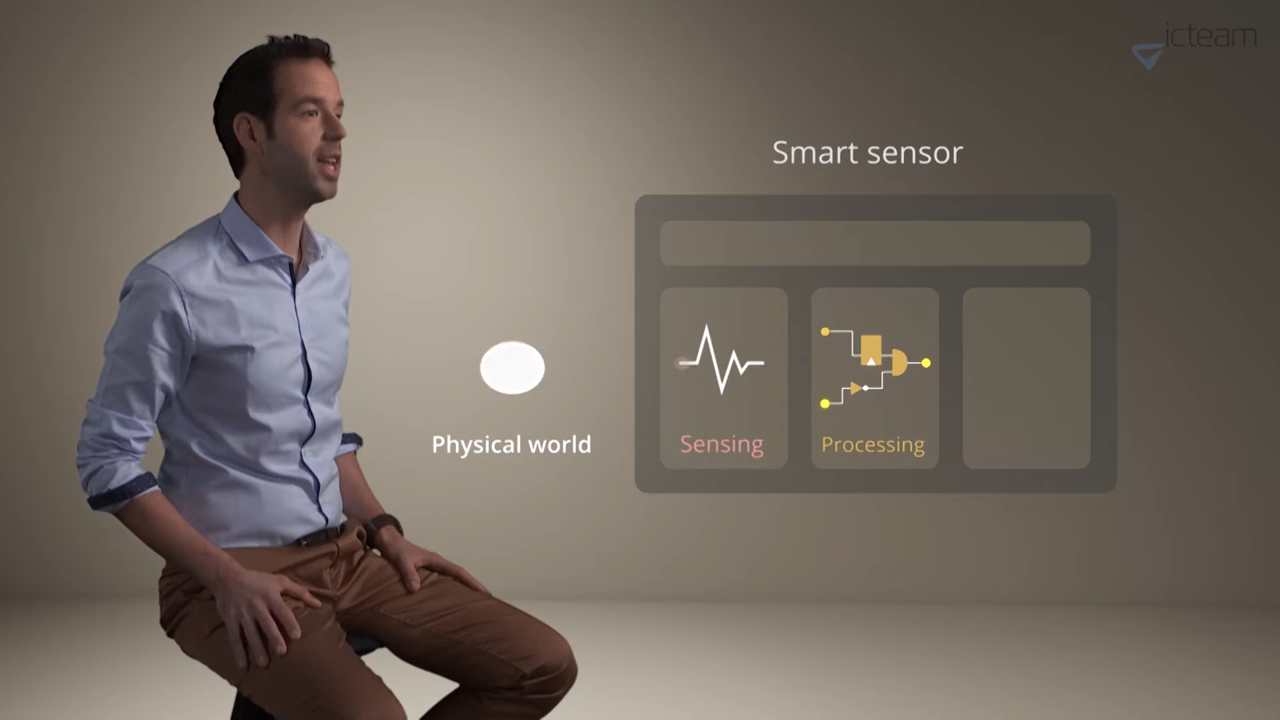 icteam
Smart sensor
Physical world
Sensing
Processing